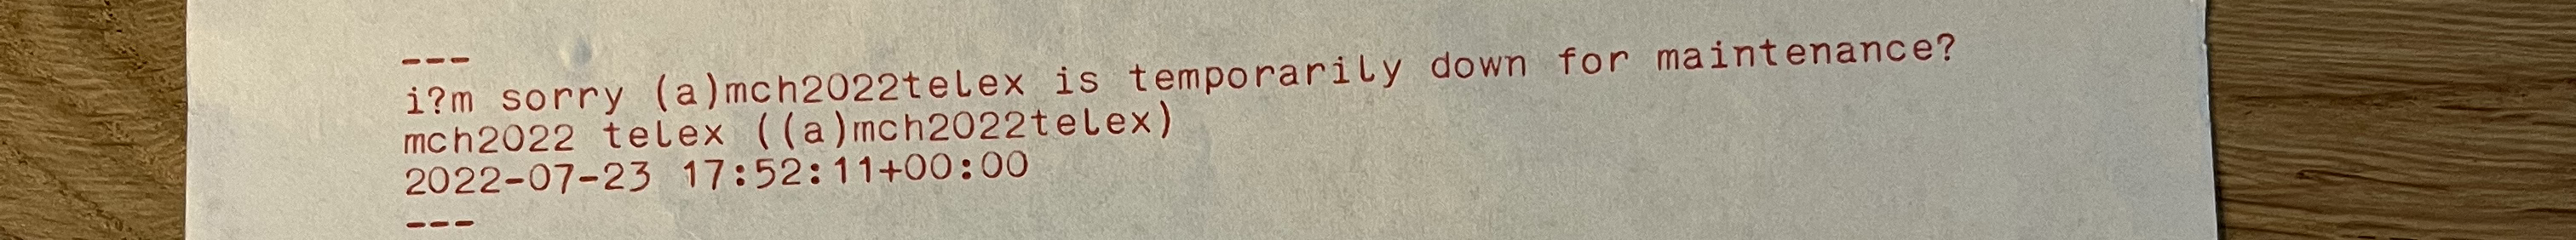 ---
i?m sorry (a)mch2022telex is temporarily down for maintenance?
mch2022 telex ((a)mch2022telex)
2022-07-23 17:52:11+00:00
---